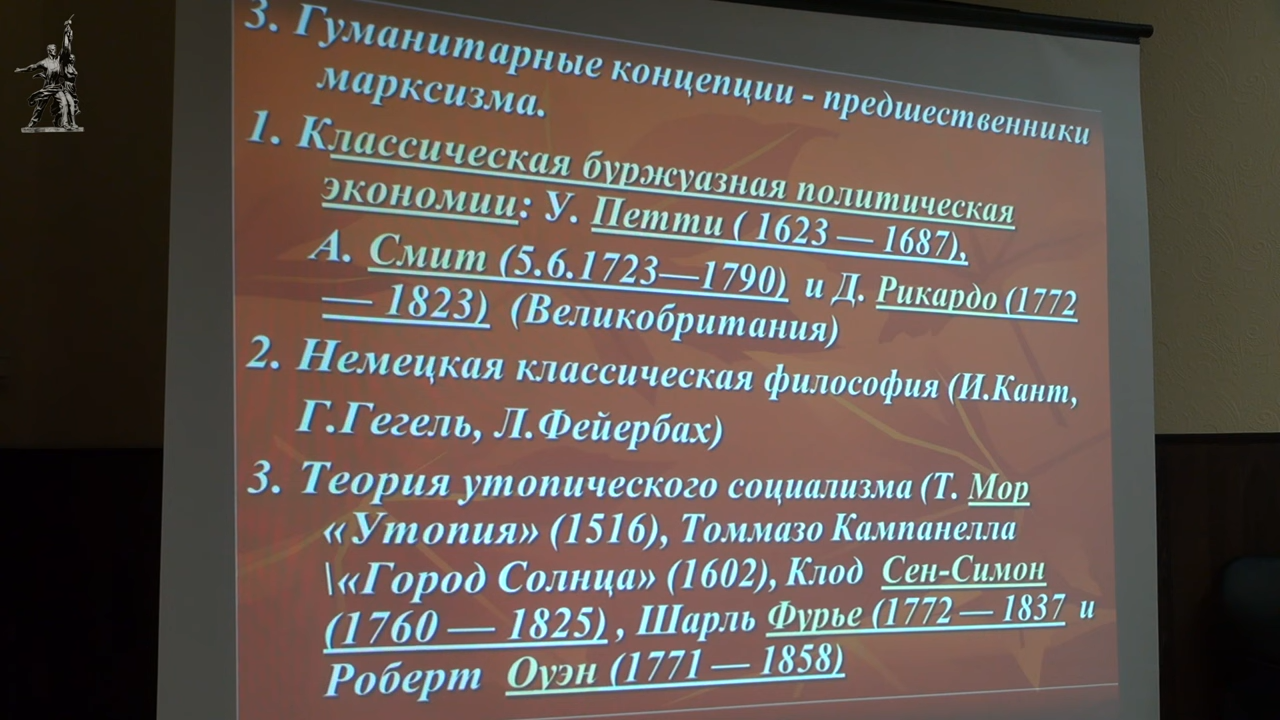 3. Гуманитарные концепции - предшественники
марксизма.
1. Классическая буржуазная политическая
экономии: У. Петти ( 1623 — 1687),
А. Смит (5.6.1723—1790) и Д. Рикардо (1772
— 1823) (Великобритания)
2. Немецкая классическая философия (И.Кант,
Г.Гегель, Л.Фейербах)
3. Теория утопического социализма (Т. Мор
«Утопия» (1516), Томмазо Кампанелла
\«Город Солнца» (1602), Клод Сен-Симон
(1760 — 1825) , Шарль Фурье (1772 — 1837 и
Роберт Оуэн (1771 — 1858)